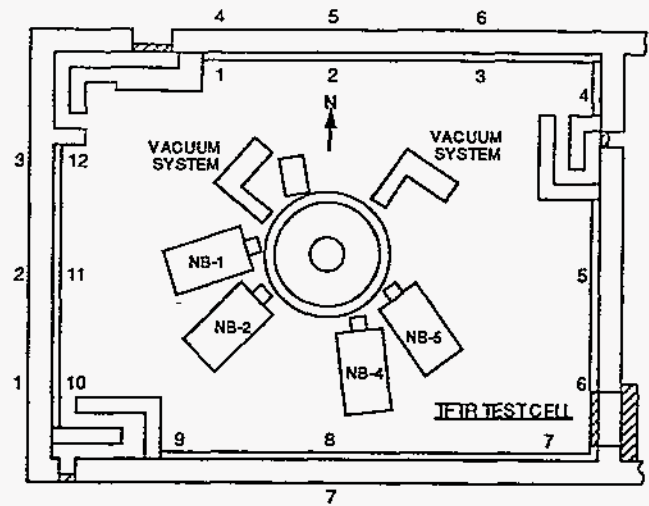 4 5 6
1 2 3
4
N
VACUUM
SYSTEM
VACUUM
SYSTEM
3 12
NB-1
2 11 5
NB-2
NB-5
NB-4
1 10 6
TFTR TEST CELL
9 8 7
7